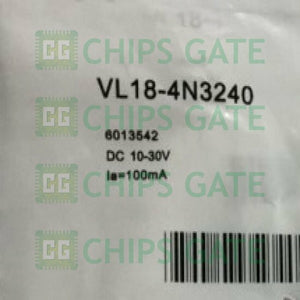 CHIPS GATE
VL18-4N3240
CHIPS GATE
6013542
DC 10-30V
Ia=100mA
CHIPS GATE
CHIPS GATE